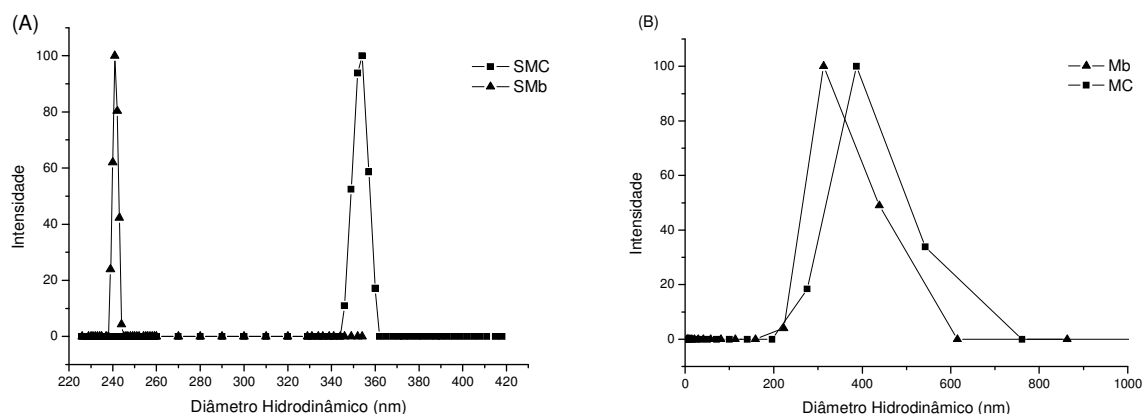 (A)
100
80
60
40
20
0
Intensidade
220 240 260 280 300 320 340 360 380 400 420
Diâmetro Hidrodinâmico (nm)
SMC
SMb
(B)
100
80
60
40
20
0
Intensidade
0 200 400 600 800 1000
Diâmetro Hidrodinâmico (nm)
Mb
MC